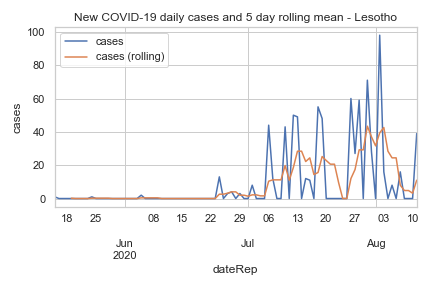 New COVID-19 daily cases and 5 day rolling mean - Lesotho
cases
cases (rolling)
100
80
60
40
20
0
cases
18 25 08 15 22 06 13 20 27 03 10
Jun Jul Aug
2020
dateRep